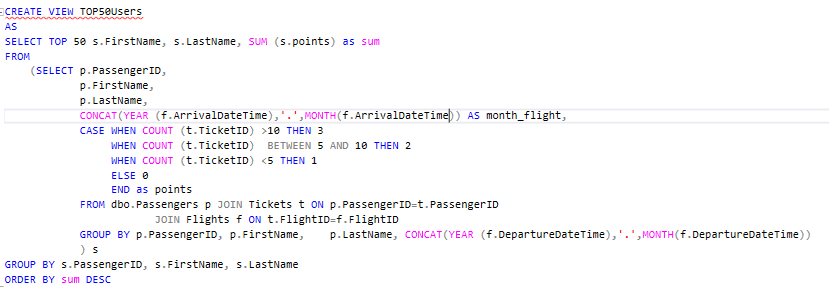 CREATE VIEW TOP50Users
AS
SELECT TOP 50 s.FirstName, s.LastName, SUM (s.points) as sum
FROM
    (SELECT p.PassengerID,
           p.FirstName,
           p.LastName,
           CONCAT(YEAR (f.ArrivalDateTime),'.',MONTH(f.ArrivalDateTime)) AS month_flight,
           CASE WHEN COUNT (t.TicketID) >10 THEN 3
                WHEN COUNT (t.TicketID)  BETWEEN 5 AND 10 THEN 2
                WHEN COUNT (t.TicketID) <5 THEN 1
                ELSE 0
                END as points
           FROM dbo.Passengers p JOIN Tickets t ON p.PassengerID=t.PassengerID
                      JOIN Flights f ON t.FlightID=f.FlightID
           GROUP BY p.PassengerID, p.FirstName,    p.LastName, CONCAT(YEAR (f.DepartureDateTime),'.',MONTH(f.DepartureDateTime))
           ) s
GROUP BY s.PassengerID, s.FirstName, s.LastName
ORDER BY sum DESC